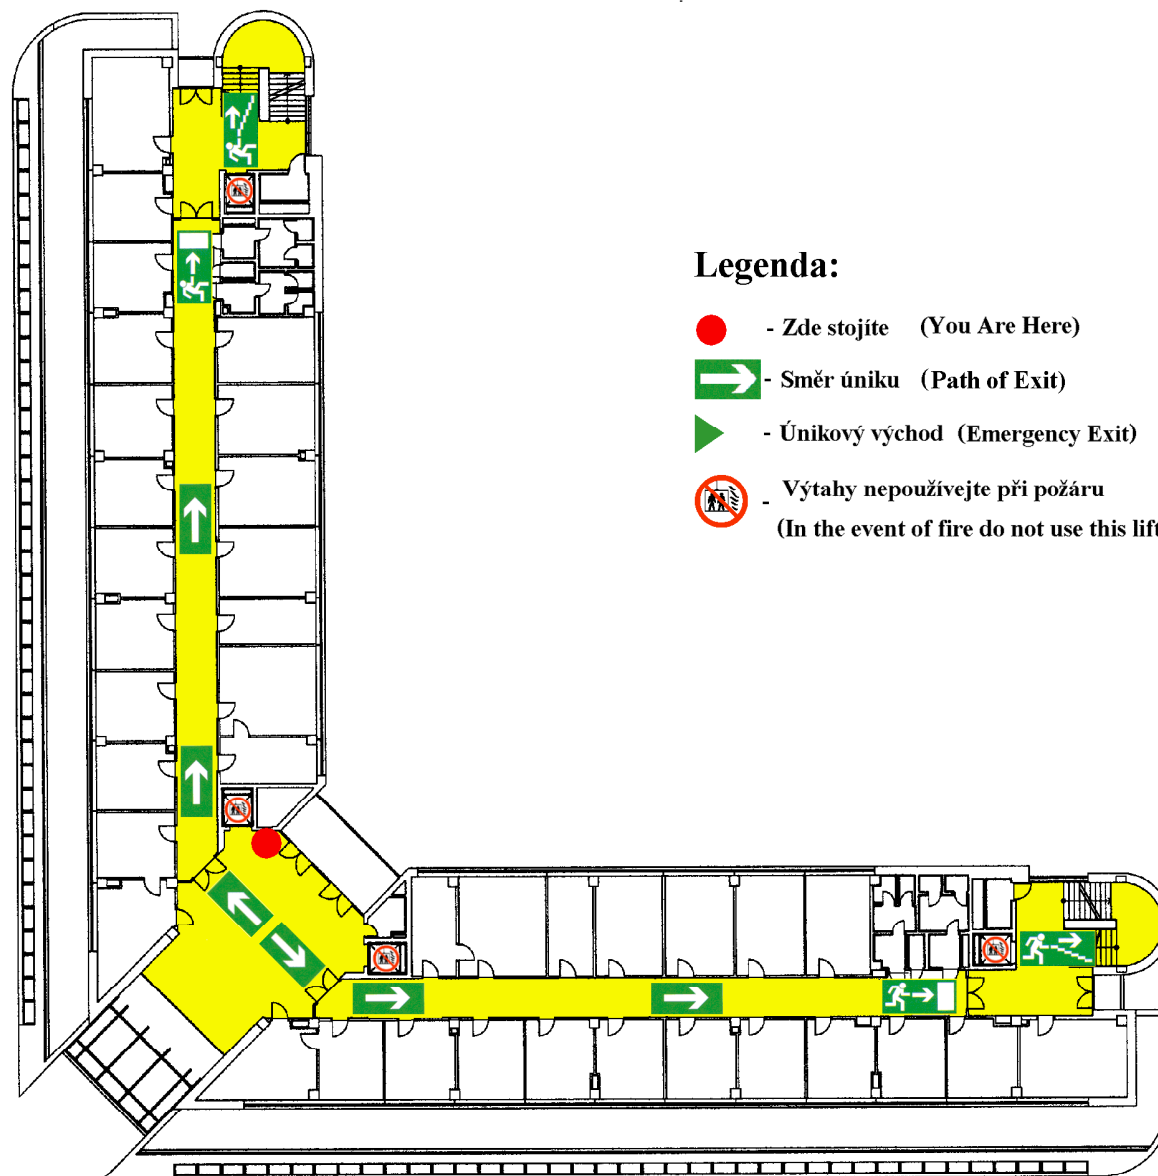 Legenda:
- Zde stojíte (You Are Here)
- Směr úniku (Path of Exit)
- Únikový východ (Emergency Exit)
- Výtahy nepoužívejte při požáru
(In the event of fire do not use this lift